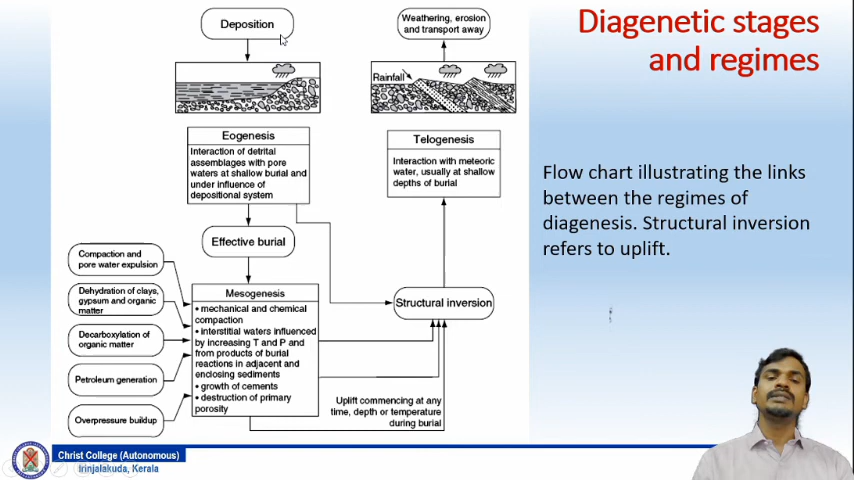 Diagenetic stages
and regimes
Deposition
Weathering, erosion
and transport away
Rainfall
Eogenesis
Interaction of detrital
assemblages with pore
waters at shallow burial and
under influence of
depositional system
Telogenesis
Interaction with meteoric
water, usually at shallow
depths of burial
Effective burial
Compaction and
pore water expulsion
Dehydration of clays,
gypsum and organic
matter
Decarboxylation of
organic matter
Petroleum generation
Overpressure buildup
Mesogenesis
• mechanical and chemical
compaction
• interstitial waters influenced
by increasing T and P and
from products of burial
reactions in adjacent and
enclosing sediments
• growth of cements
• destruction of primary
porosity
Structural inversion
Uplift commencing at any
time, depth or temperature
during burial
Flow chart illustrating the links
between the regimes of
diagenesis. Structural inversion
refers to uplift.
Christ College (Autonomous)
Irinjalakuda, Kerala